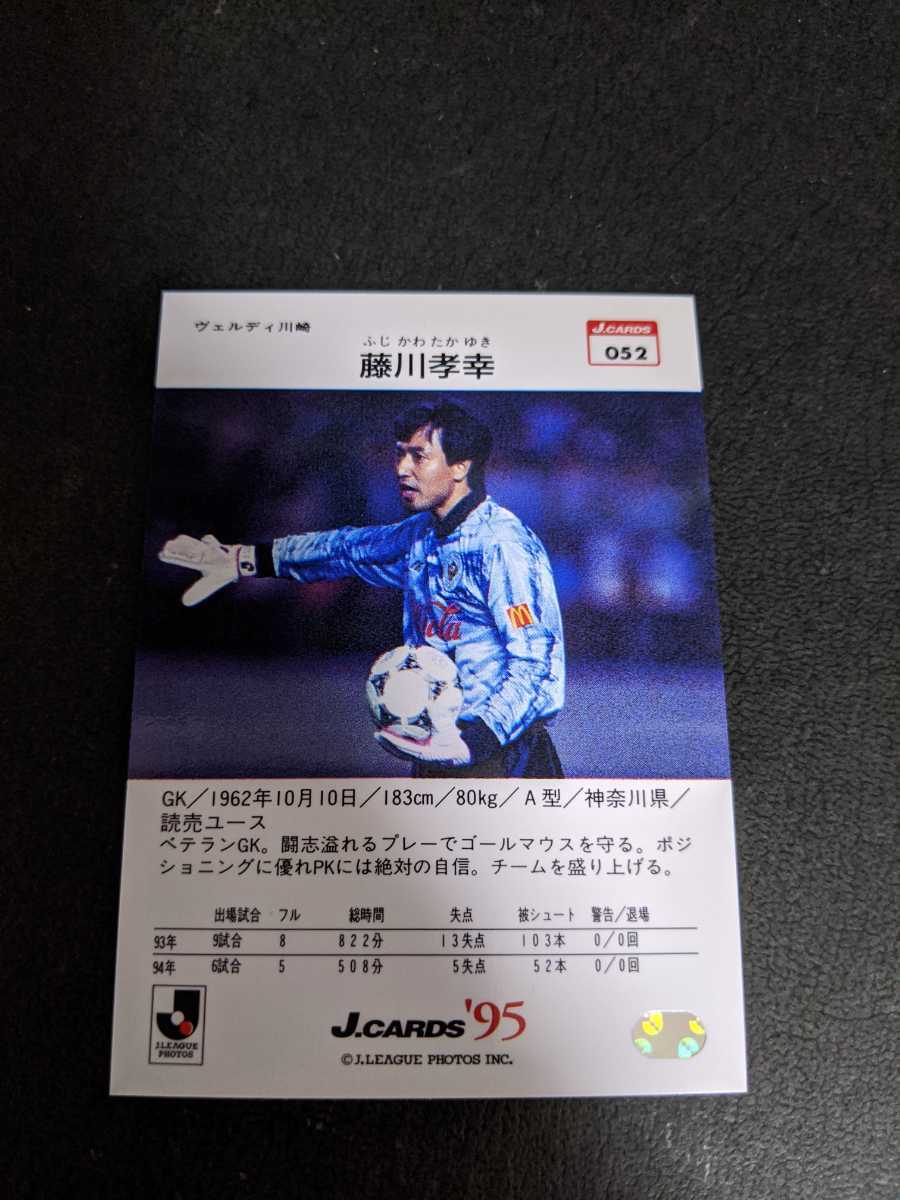 ヴェルディ川崎
ふじかわたかゆき
藤川孝幸
J.CARDS
052
Cola
M
GK／1962年10月10日／183cm／80kg／A型／神奈川県／
読売ユース
ベテランGK。闘志溢れるプレーでゴールマウスを守る。ポジ
ショニングに優れPKには絶対の自信。チームを盛り上げる。
出場試合 フル 総時間 失点 被シュート 警告/退場
93年 9試合 8 822分 13失点 103本 0/0回
94年 6試合 5 508分 5失点 52本 0/0回
J.LEAGUE
PHOTOS
J.CARDS '95
©J.LEAGUE PHOTOS INC.